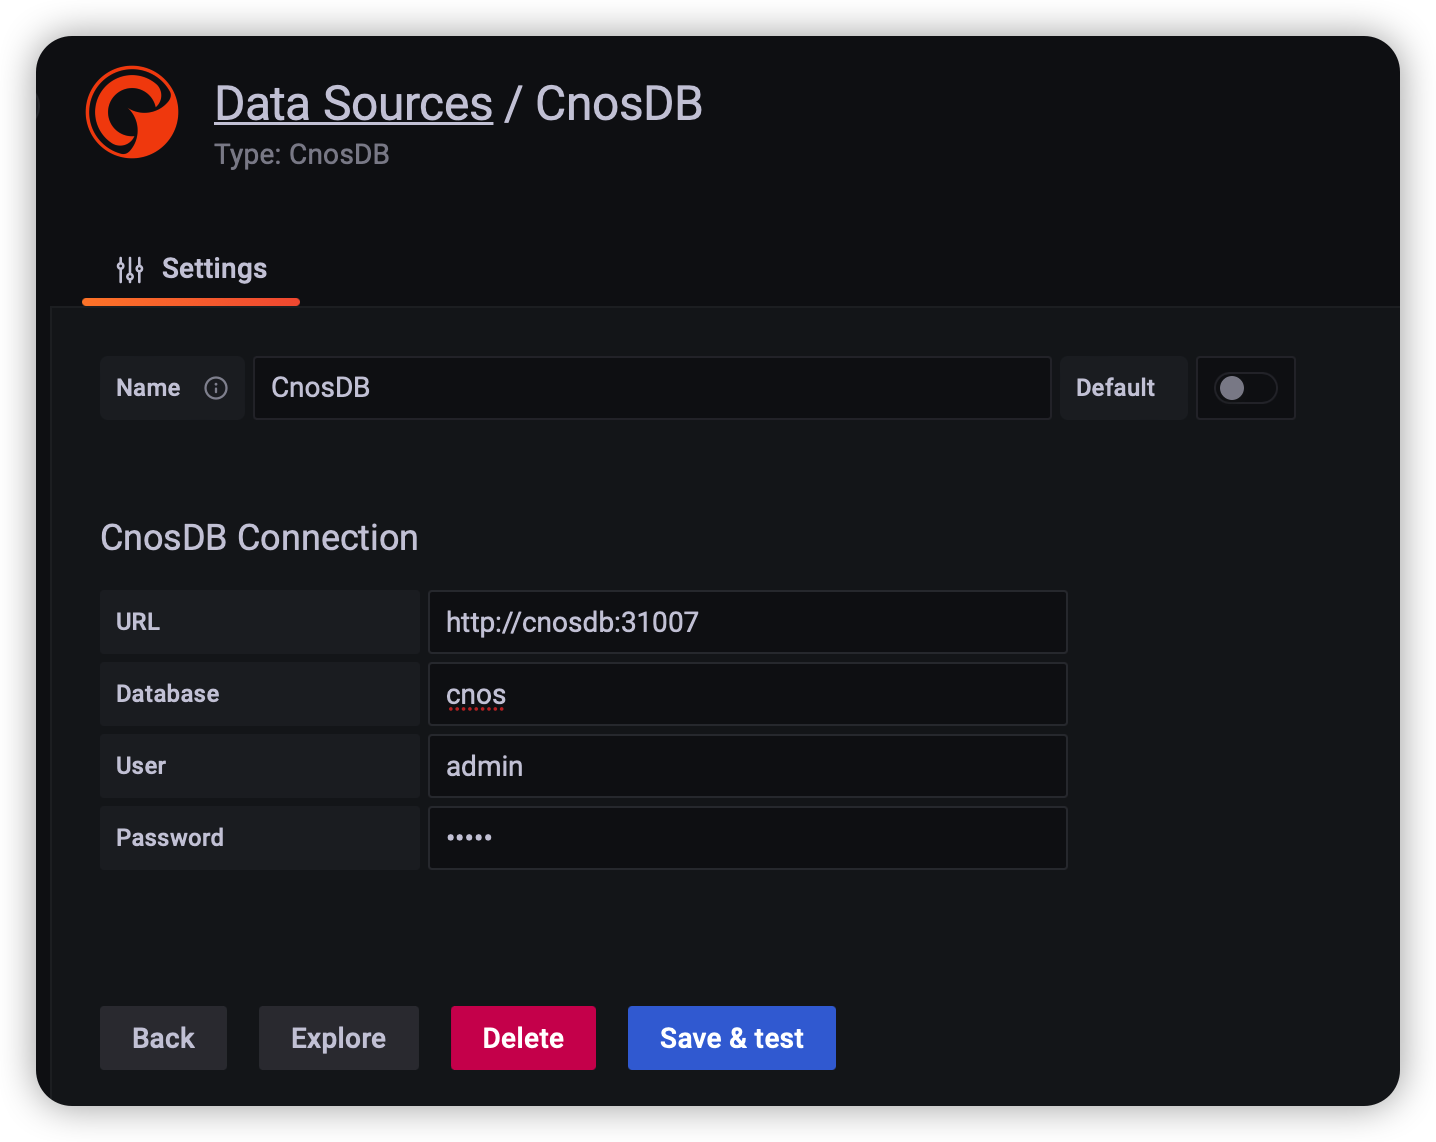 Data Sources / CnosDB
Type: CnosDB
Settings
Name CnosDB Default
CnosDB Connection
URL http://cnosdb:31007
Database cnos
User admin
Password •••••
Back Explore Delete Save & test